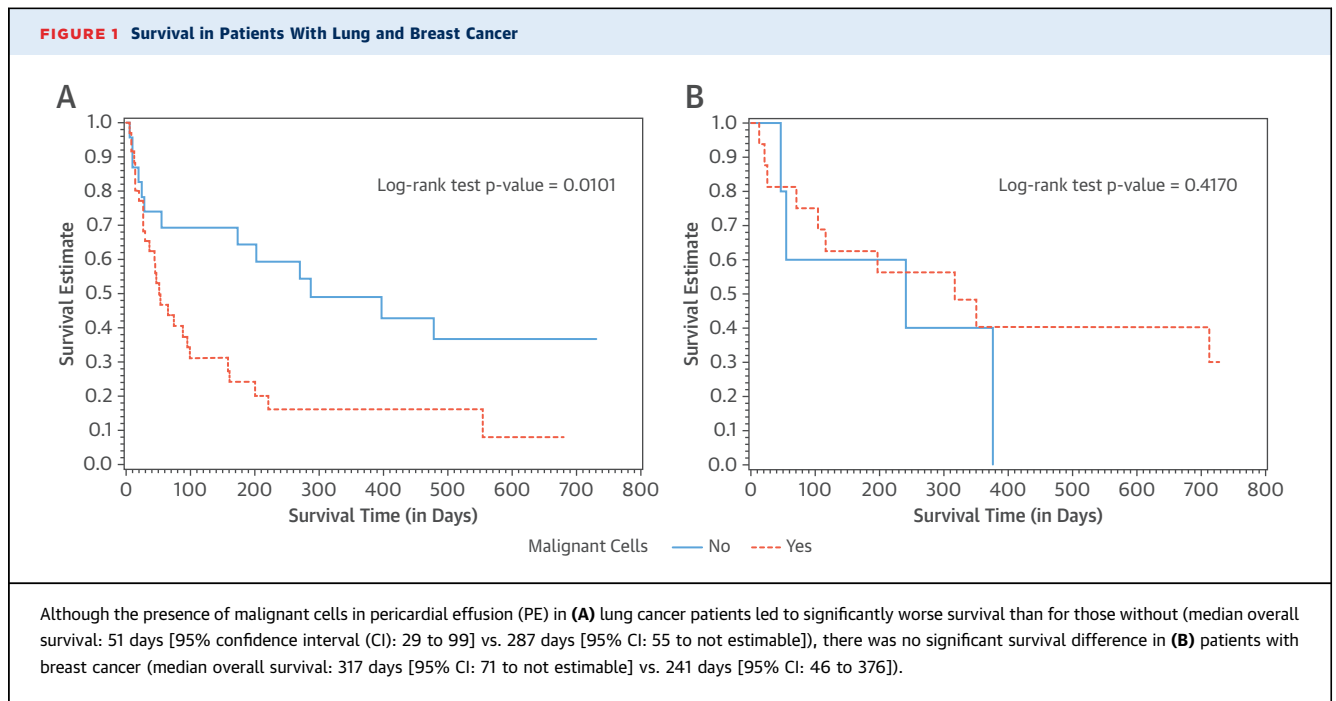 FIGURE 1 Survival in Patients With Lung and Breast Cancer
A
1.0
0.9
0.8
0.7
0.6
0.5
0.4
0.3
0.2
0.1
0.0
Survival Estimate
Log-rank test p-value = 0.0101
0 100 200 300 400 500 600 700 800
Survival Time (in Days)
B
1.0
0.9
0.8
0.7
0.6
0.5
0.4
0.3
0.2
0.1
0.0
Survival Estimate
Log-rank test p-value = 0.4170
0 100 200 300 400 500 600 700 800
Survival Time (in Days)
Malignant Cells No Yes
Although the presence of malignant cells in pericardial effusion (PE) in (A) lung cancer patients led to significantly worse survival than for those without (median overall
survival: 51 days [95% confidence interval (CI): 29 to 99] vs. 287 days [95% CI: 55 to not estimable]), there was no significant survival difference in (B) patients with
breast cancer (median overall survival: 317 days [95% CI: 71 to not estimable] vs. 241 days [95% CI: 46 to 376]).